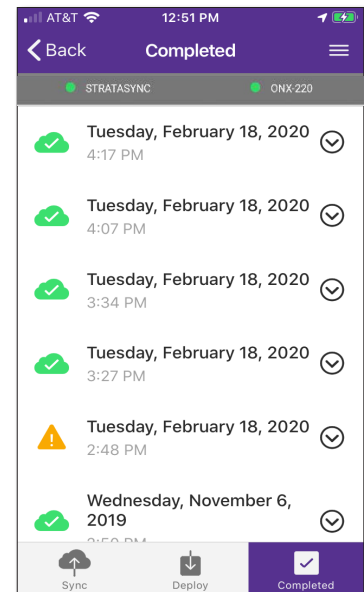 AT&T 12:51 PM
Back Completed
STRATASYNC ONX-220
Tuesday, February 18, 2020
4:17 PM
Tuesday, February 18, 2020
4:07 PM
Tuesday, February 18, 2020
3:34 PM
Tuesday, February 18, 2020
3:27 PM
Tuesday, February 18, 2020
2:48 PM
Wednesday, November 6,
2019
Sync Deploy Completed